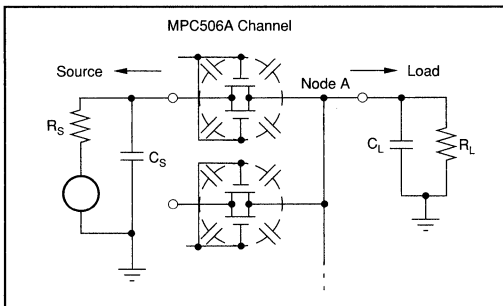 MPC506A Channel
Source
Node A
Load
R_S
C_S
C_L
R_L